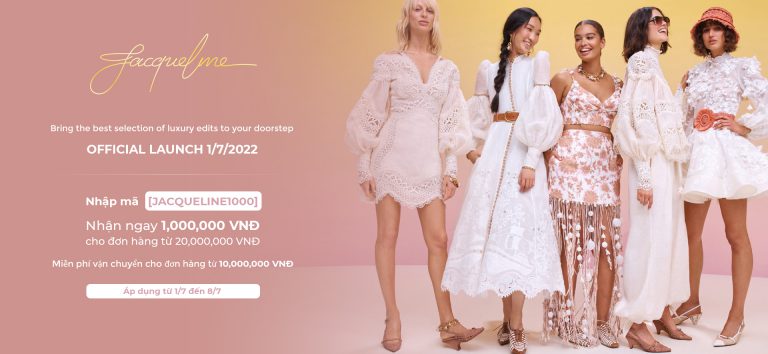 Jacqueline
Bring the best selection of luxury edits to your doorstep
OFFICIAL LAUNCH 1/7/2022
Nhập mã [JACQUELINE1000]
Nhận ngay 1,000,000 VNĐ
cho đơn hàng từ 20,000,000 VNĐ
Miễn phí vận chuyển cho đơn hàng từ 10,000,000 VNĐ
Áp dụng từ 1/7 đến 8/7